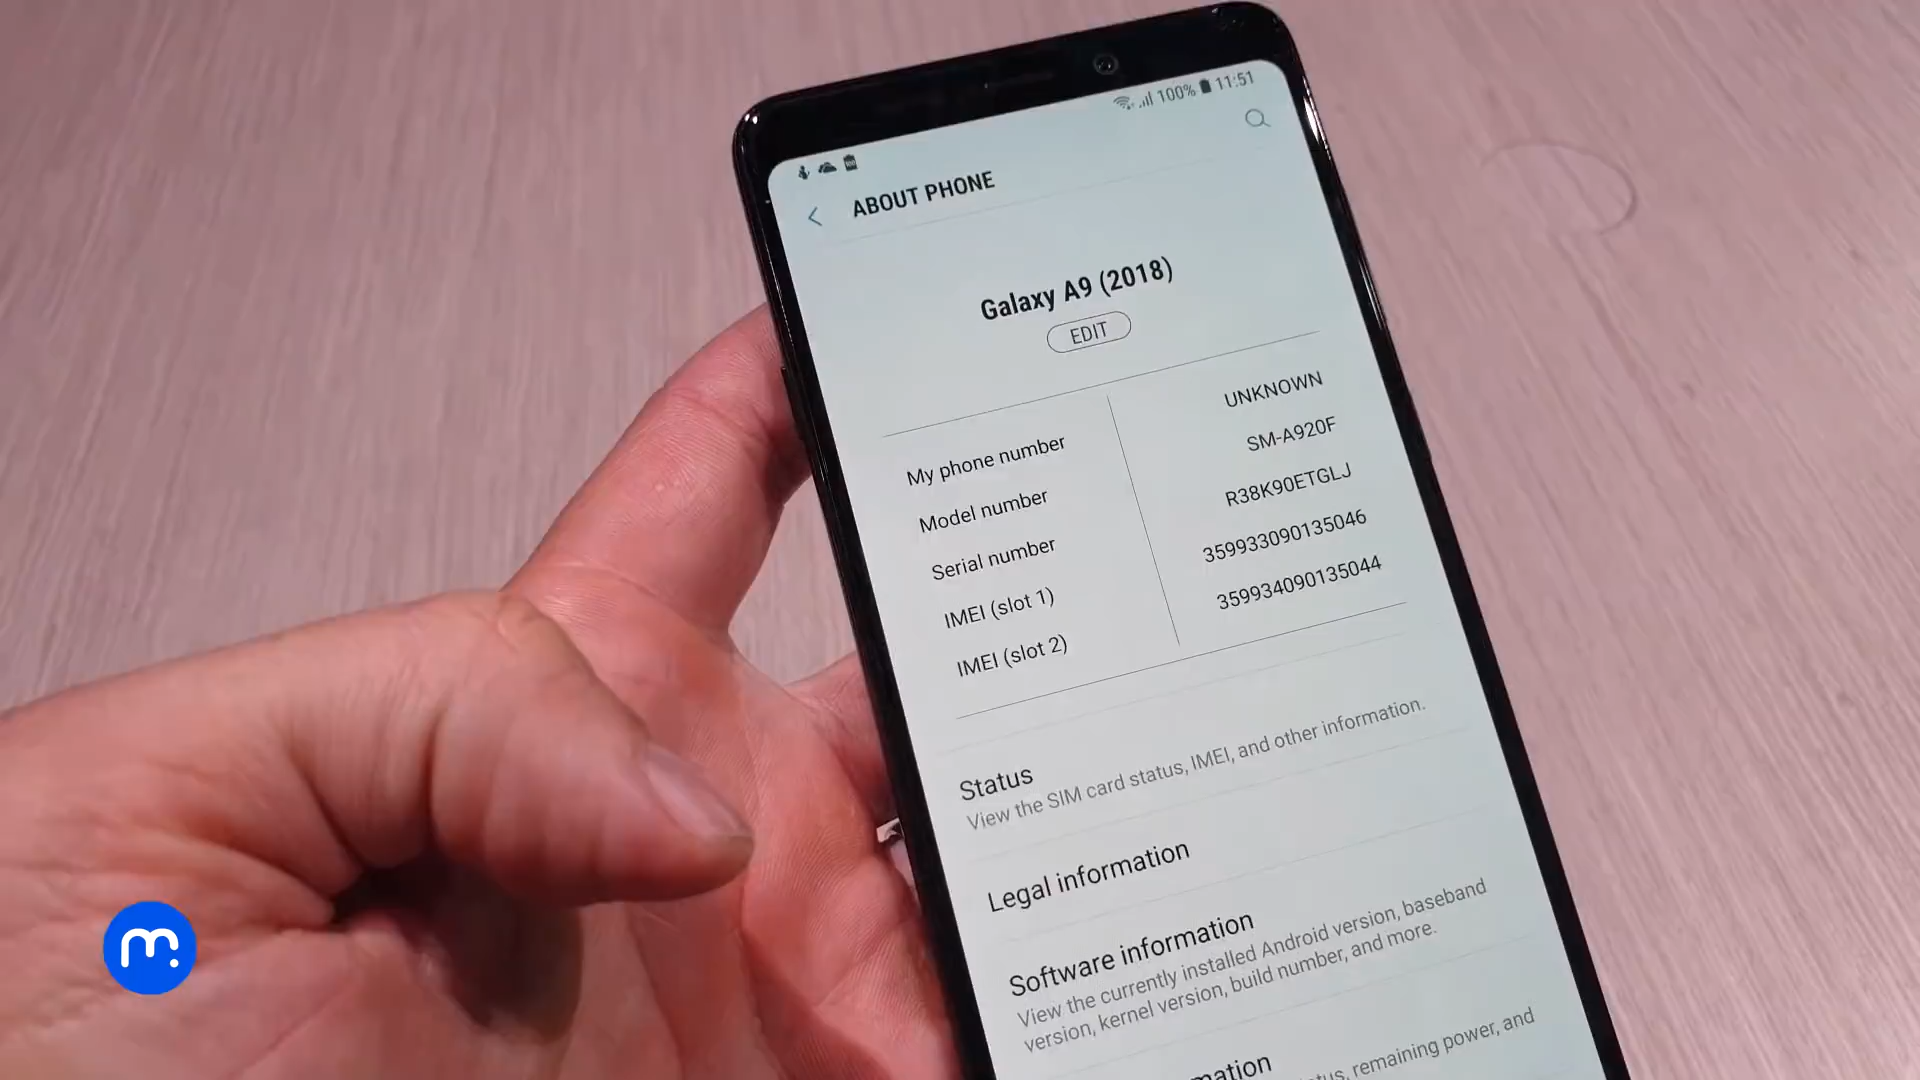 100% 11:51
ABOUT PHONE
Galaxy A9 (2018)
EDIT
My phone number UNKNOWN
Model number SM-A920F
Serial number R38K90ETGLJ
IMEI (slot 1) 359933090135046
IMEI (slot 2) 359934090135044
Status
View the SIM card status, IMEI, and other information.
Legal information
Software information
View the currently installed Android version, baseband
version, kernel version, build number, and more.
remaining power, and
m.